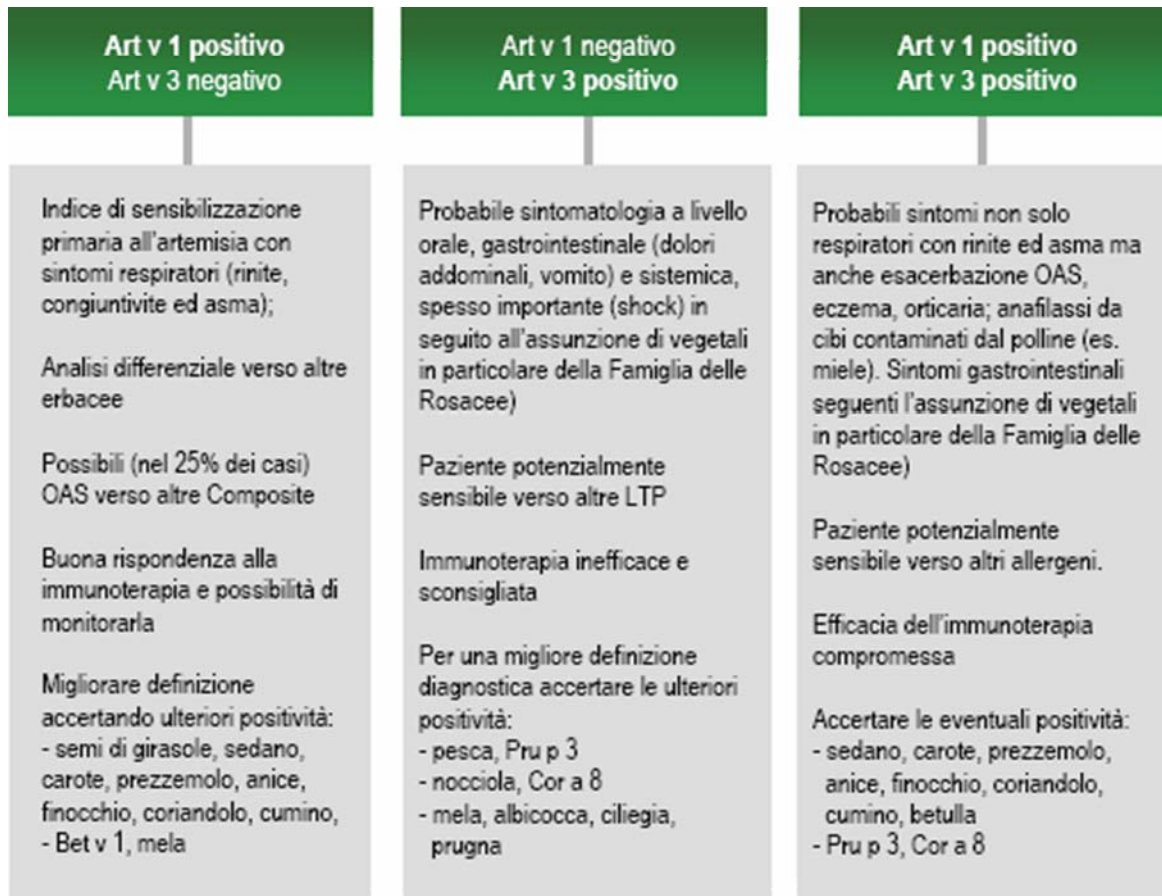 Art v 1 positivo
Art v 3 negativo
Indice di sensibilizzazione
primaria all'artemisia con
sintomi respiratori (rinite,
congiuntivite ed asma);
Analisi differenziale verso altre
erbacee
Possibili (nel 25% dei casi)
OAS verso altre Composite
Buona rispondenza alla
immunoterapia e possibilità di
monitorarla
Migliorare definizione
accertando ulteriori positività:
- semi di girasole, sedano,
carote, prezzemolo, anice,
finocchio, coriandolo, cumino,
- Bet v 1, mela
Art v 1 negativo
Art v 3 positivo
Probabile sintomatologia a livello
orale, gastrointestinale (dolori
addominali, vomito) e sistemica,
spesso importante (shock) in
seguito all'assunzione di vegetali
in particolare della Famiglia delle
Rosacee)
Paziente potenzialmente
sensibile verso altre LTP
Immunoterapia inefficace e
sconsigliata
Per una migliore definizione
diagnostica accertare le ulteriori
positività:
- pesca, Pru p 3
- nocciola, Cor a 8
- mela, albicocca, ciliegia,
prugna
Art v 1 positivo
Art v 3 positivo
Probabili sintomi non solo
respiratori con rinite ed asma ma
anche esacerbazione OAS,
eczema, orticaria; anafilassi da
cibi contaminati dal polline (es.
miele). Sintomi gastrointestinali
seguenti l'assunzione di vegetali
in particolare della Famiglia delle
Rosacee)
Paziente potenzialmente
sensibile verso altri allergeni.
Efficacia dell'immunoterapia
compromessa
Accertare le eventuali positività:
- sedano, carote, prezzemolo,
anice, finocchio, coriandolo,
cumino, betulla
- Pru p 3, Cor a 8